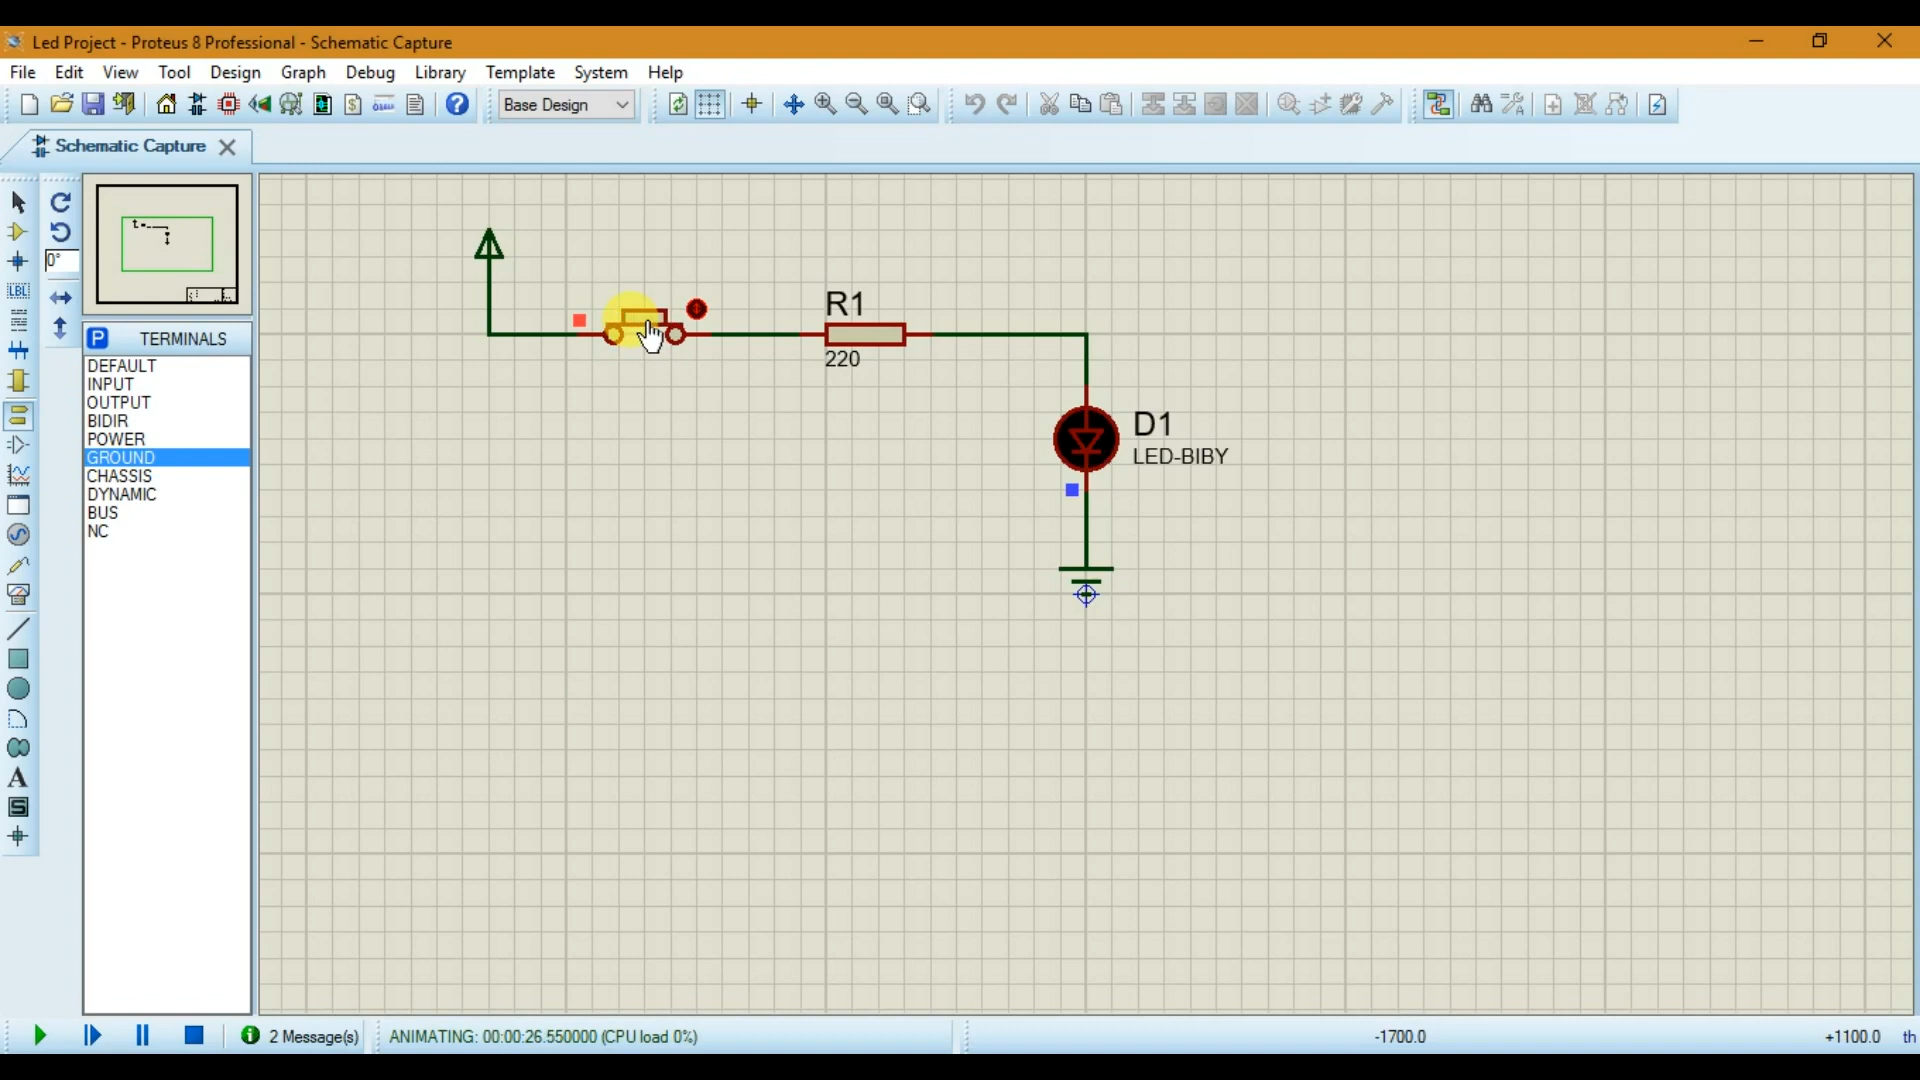 Led Project - Proteus 8 Professional - Schematic Capture
File Edit View Tool Design Graph Debug Library Template System Help
Base Design
Schematic Capture
0°
LBL
P TERMINALS
DEFAULT
INPUT
OUTPUT
BIDIR
POWER
GROUND
CHASSIS
DYNAMIC
BUS
NC
R1
220
D1
LED-BIBY
A
S
2 Message(s) ANIMATING: 00:00:26.550000 (CPU load 0%) -1700.0 +1100.0 th